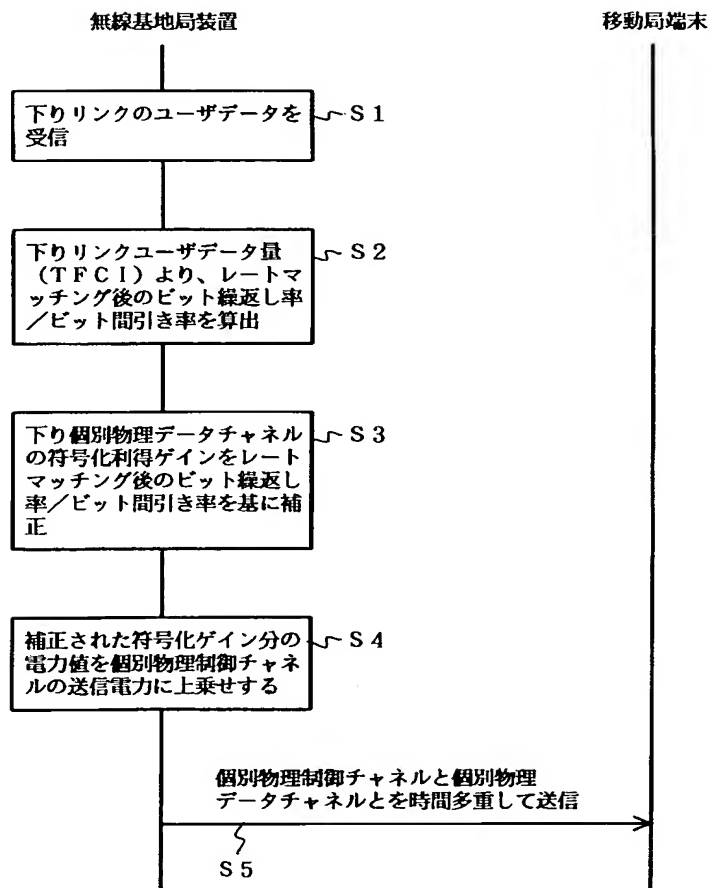 無線基地局装置
移動局端末
下りリンクのユーザデータを
受信
S1
下りリンクユーザデータ量
(TFCI)より、レートマ
ッチング後のビット繰返し率
/ビット間引き率を算出
S2
下り個別物理データチャネル
の符号化利得ゲインをレート
マッチング後のビット繰返し
率/ビット間引き率を基に補
正
S3
補正された符号化ゲイン分の
電力値を個別物理制御チャネ
ルの送信電力に上乗せする
S4
個別物理制御チャネルと個別物理
データチャネルとを時間多重して送信
S5